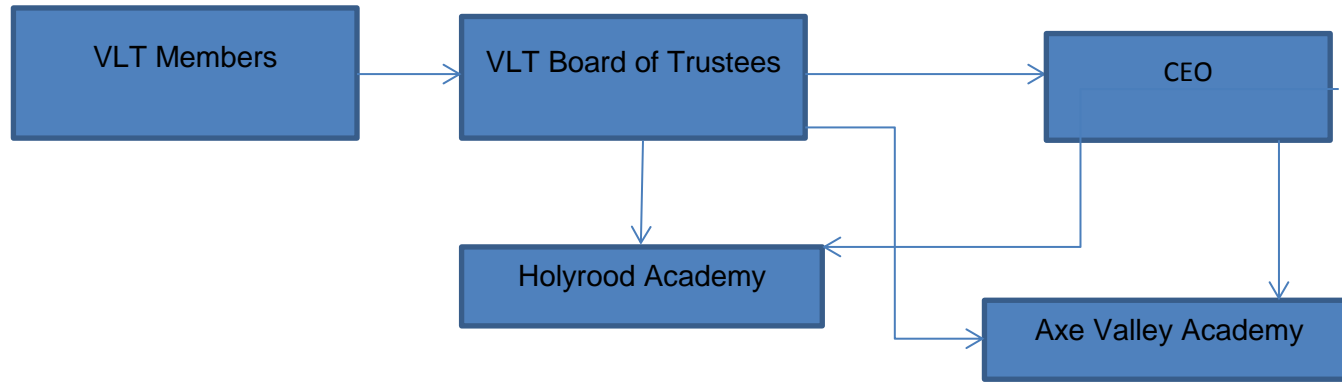 VLT Members
VLT Board of Trustees
CEO
Holyrood Academy
Axe Valley Academy